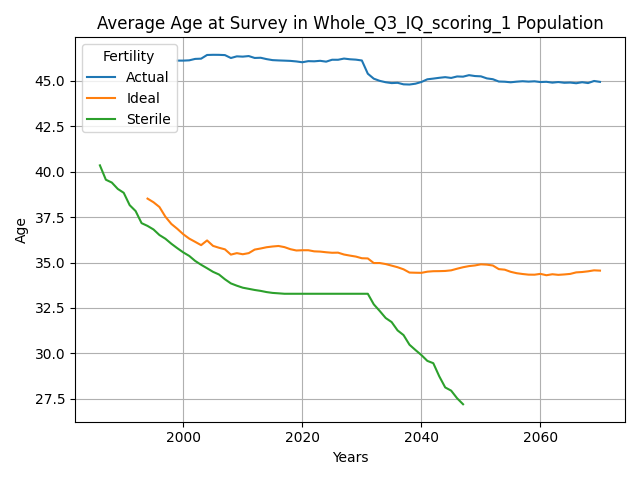 Average Age at Survey in Whole_Q3_IQ_scoring_1 Population
Fertility
Actual
Ideal
Sterile
45.0
42.5
40.0
37.5
35.0
32.5
30.0
27.5
Age
2000
2020
2040
2060
Years